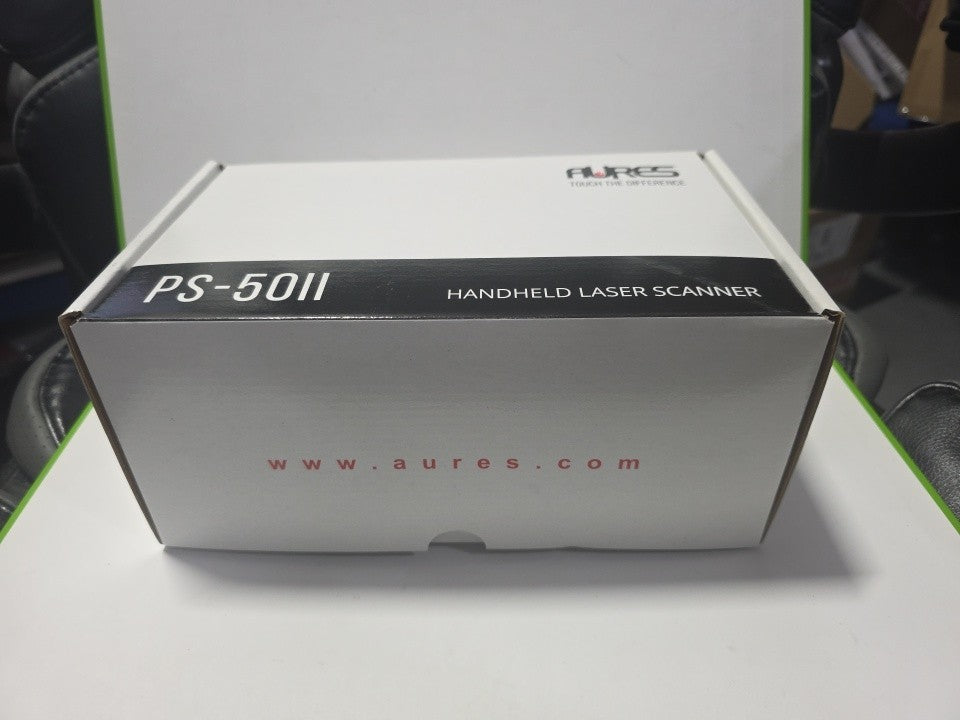 AURES
TOUCH THE DIFFERENCE
PS-50II
HANDHELD LASER SCANNER
www.aures.com